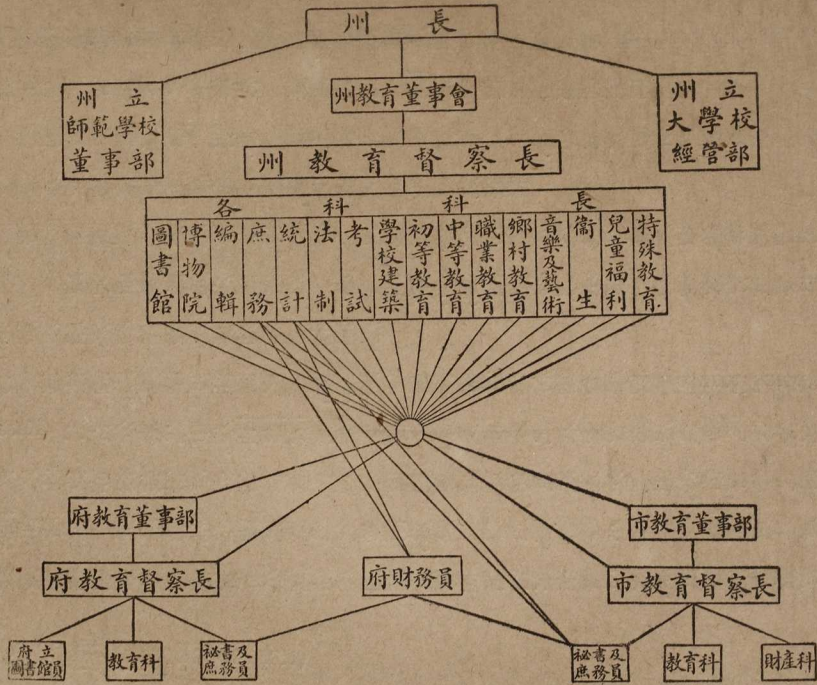 州長
州教育董事會
州立
師範學校
董事部
州立
大學校
經營部
州教育督察長
各科科長
圖書館
博物院
編輯
庶務
統計
法制
考試
學校建築
初等教育
中等教育
職業教育
鄉村教育
音樂及藝術
衞生
兒童福利
特殊教育
府教育董事部
市教育董事部
府教育督察長
府財務員
市教育督察長
府立
圖書館員
教育科
祕書及
庶務員
祕書及
庶務員
教育科
財產科